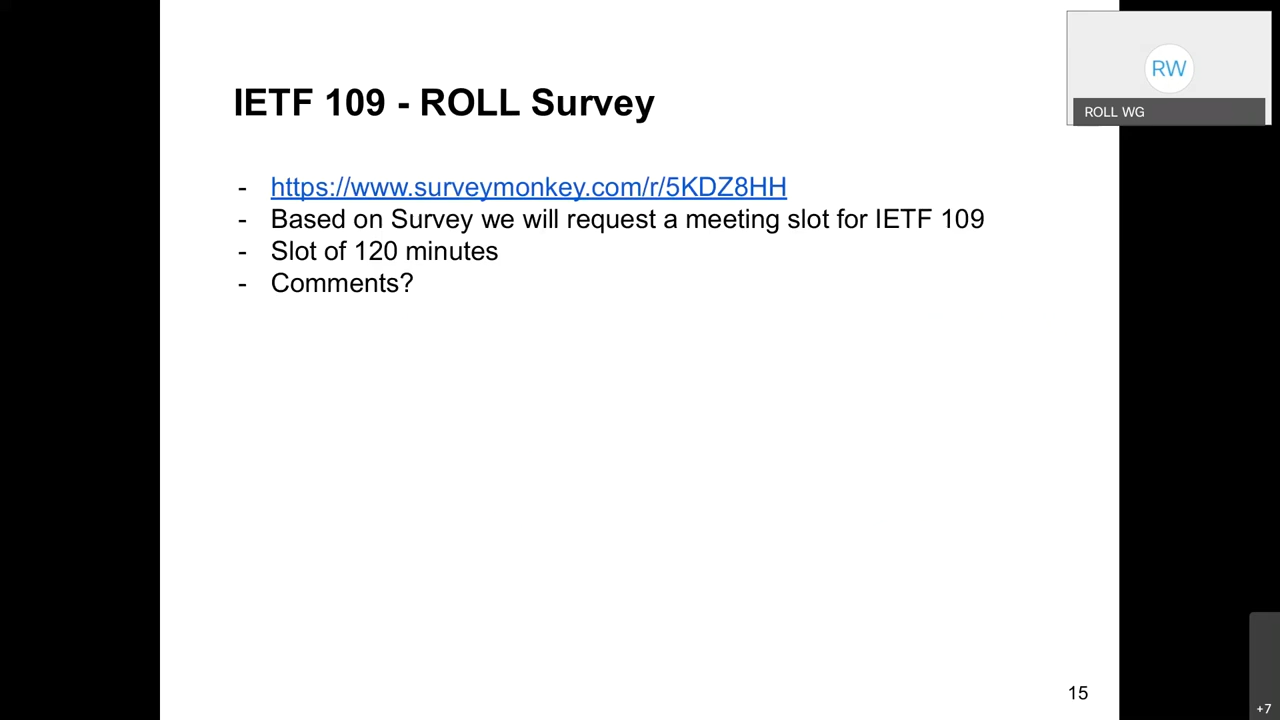 IETF 109 - ROLL Survey
- https://www.surveymonkey.com/r/5KDZ8HH
- Based on Survey we will request a meeting slot for IETF 109
- Slot of 120 minutes
- Comments?
15
RW
ROLL WG
+7